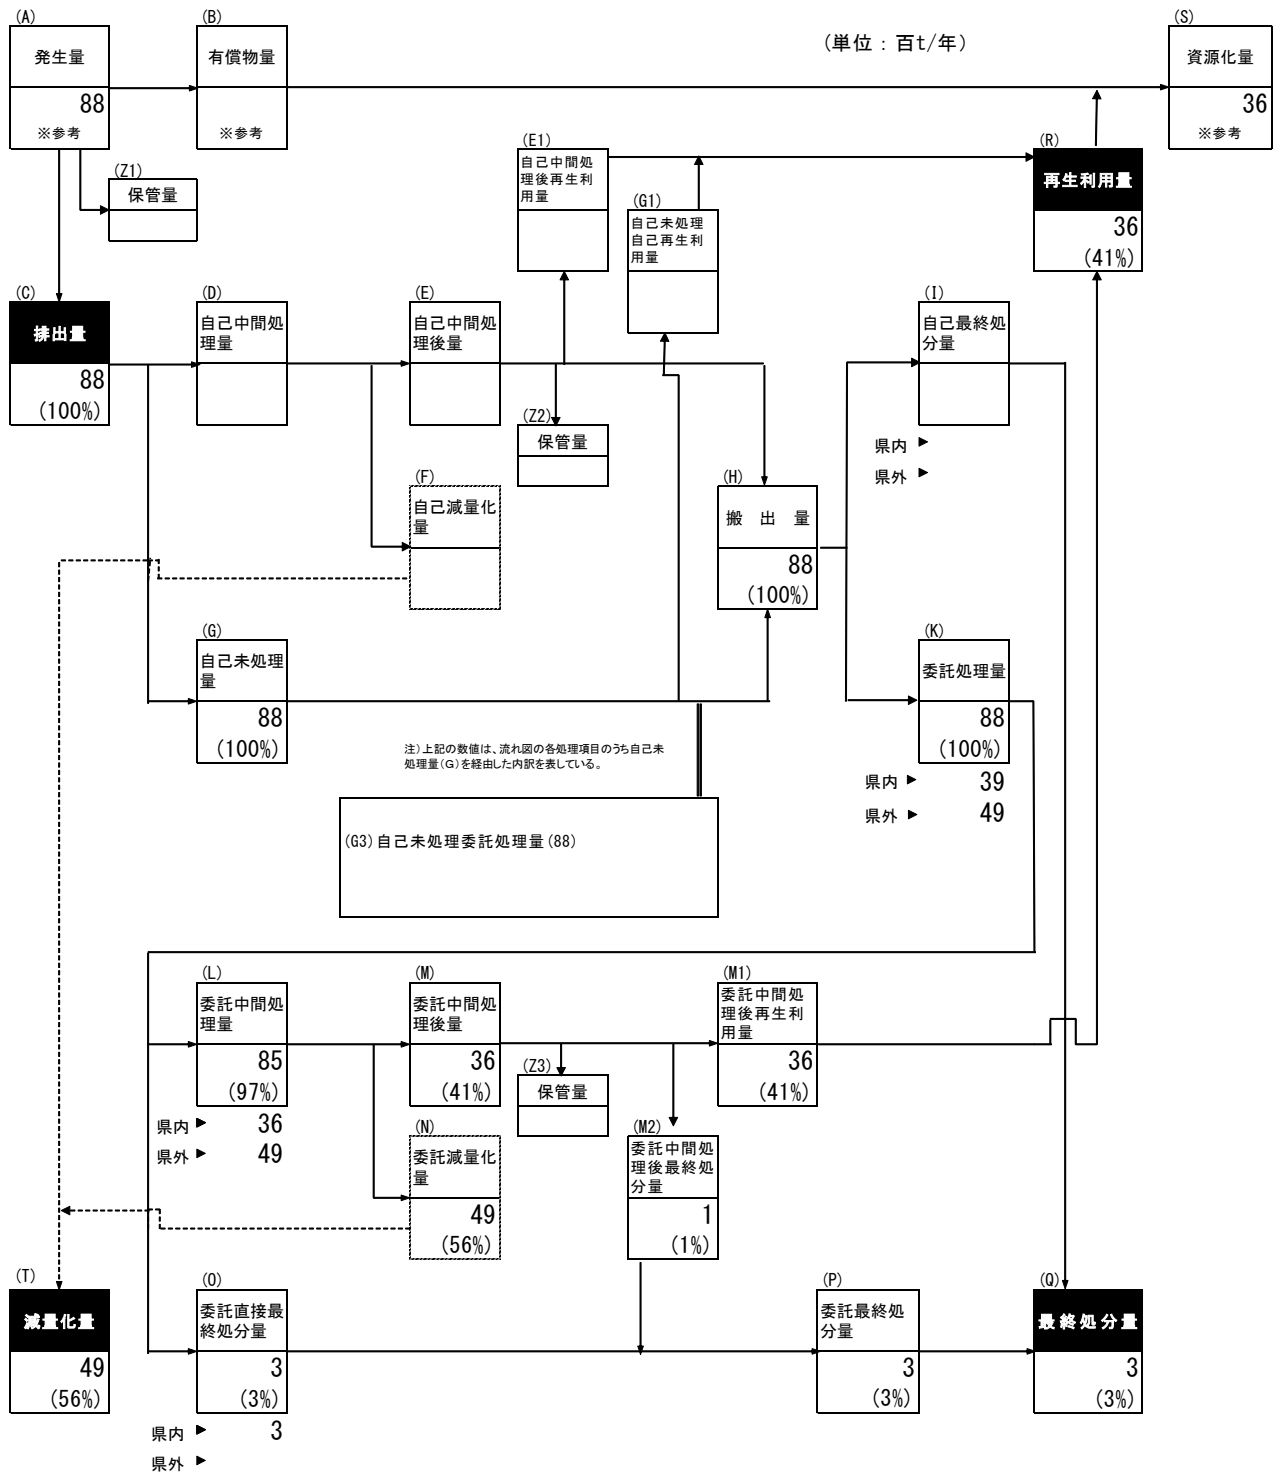 (A)
発生量
88
※参考
(B)
有償物量
※参考
(単位：百t/年)
(S)
資源化量
36
※参考
(Z1)
保管量
(E1)
自己中間処
理後再生利
用量
(G1)
自己未処理
自己再生利
用量
(R)
再生利用量
36
(41%)
(C)
排出量
88
(100%)
(D)
自己中間処
理量
(E)
自己中間処
理後量
(Z2)
保管量
(F)
自己減量化
量
(H)
搬 出 量
88
(100%)
(I)
自己最終処
分量
県内 ▶
県外 ▶
(G)
自己未処理
量
88
(100%)
(K)
委託処理量
88
(100%)
県内 ▶ 39
県外 ▶ 49
注)上記の数値は、流れ図の各処理項目のうち自己未
処理量(G)を経由した内訳を表している。
(G3)自己未処理委託処理量(88)
(L)
委託中間処
理量
85
(97%)
県内 ▶ 36
県外 ▶ 49
(M)
委託中間処
理後量
36
(41%)
(Z3)
保管量
(M1)
委託中間処
理後再生利
用量
36
(41%)
(N)
委託減量化
量
49
(56%)
(M2)
委託中間処
理後最終処
分量
1
(1%)
(T)
減量化量
49
(56%)
(O)
委託直接最
終処分量
3
(3%)
県内 ▶ 3
県外 ▶
(P)
委託最終処
分量
3
(3%)
(Q)
最終処分量
3
(3%)